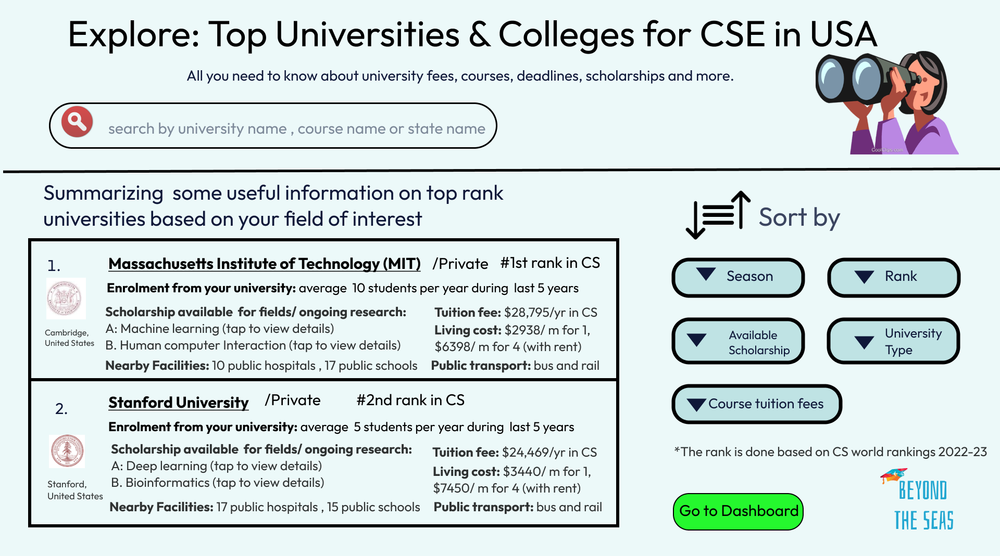 Explore: Top Universities & Colleges for CSE in USA
All you need to know about university fees, courses, deadlines, scholarships and more.
search by university name , course name or state name
CoolClips.com
Summarizing some useful information on top rank
universities based on your field of interest
Sort by
1.
Massachusetts Institute of Technology (MIT) /Private #1st rank in CS
Enrolment from your university: average 10 students per year during last 5 years
Scholarship available for fields/ ongoing research:
A: Machine learning (tap to view details)
B. Human computer Interaction (tap to view details)
Tuition fee: $28,795/yr in CS
Living cost: $2938/ m for 1,
$6398/ m for 4 (with rent)
Cambridge,
United States
Nearby Facilities: 10 public hospitals , 17 public schools
Public transport: bus and rail
2.
Stanford University /Private #2nd rank in CS
Enrolment from your university: average 5 students per year during last 5 years
Scholarship available for fields/ ongoing research:
A: Deep learning (tap to view details)
B. Bioinformatics (tap to view details)
Tuition fee: $24,469/yr in CS
Living cost: $3440/ m for 1,
$7450/ m for 4 (with rent)
Stanford,
United States
Nearby Facilities: 17 public hospitals , 15 public schools
Public transport: bus and rail
Season
Rank
Available
Scholarship
University
Type
Course tuition fees
*The rank is done based on CS world rankings 2022-23
Go to Dashboard
BEYOND
THE SEAS